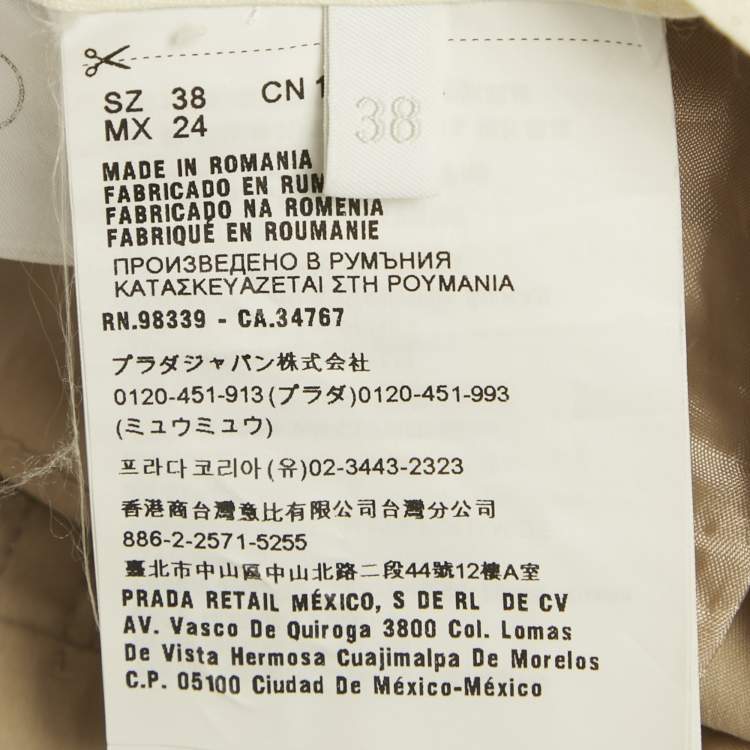 SZ 38 CN 1
MX 24
38
MADE IN ROMANIA
FABRICADO EN RUM
FABRICADO NA ROMENIA
FABRIQUÉ EN ROUMANIE
ПРОИЗВЕДЕНО В РУМЪНИЯ
ΚΑΤΑΣΚΕΥΑΖΕΤΑΙ ΣΤΗ ΡΟΥΜΑΝΙΑ
RN.98339 - CA.34767
プラダジャパン株式会社
0120-451-913(プラダ)0120-451-993
(ミュウミュウ)
프라다코리아(유)02-3443-2323
香港商台灣意比有限公司台灣分公司
886-2-2571-5255
臺北市中山區中山北路二段44號12樓A室
PRADA RETAIL MÉXICO, S DE RL DE CV
AV. Vasco De Quiroga 3800 Col. Lomas
De Vista Hermosa Cuajimalpa De Morelos
C.P. 05100 Ciudad De México-México